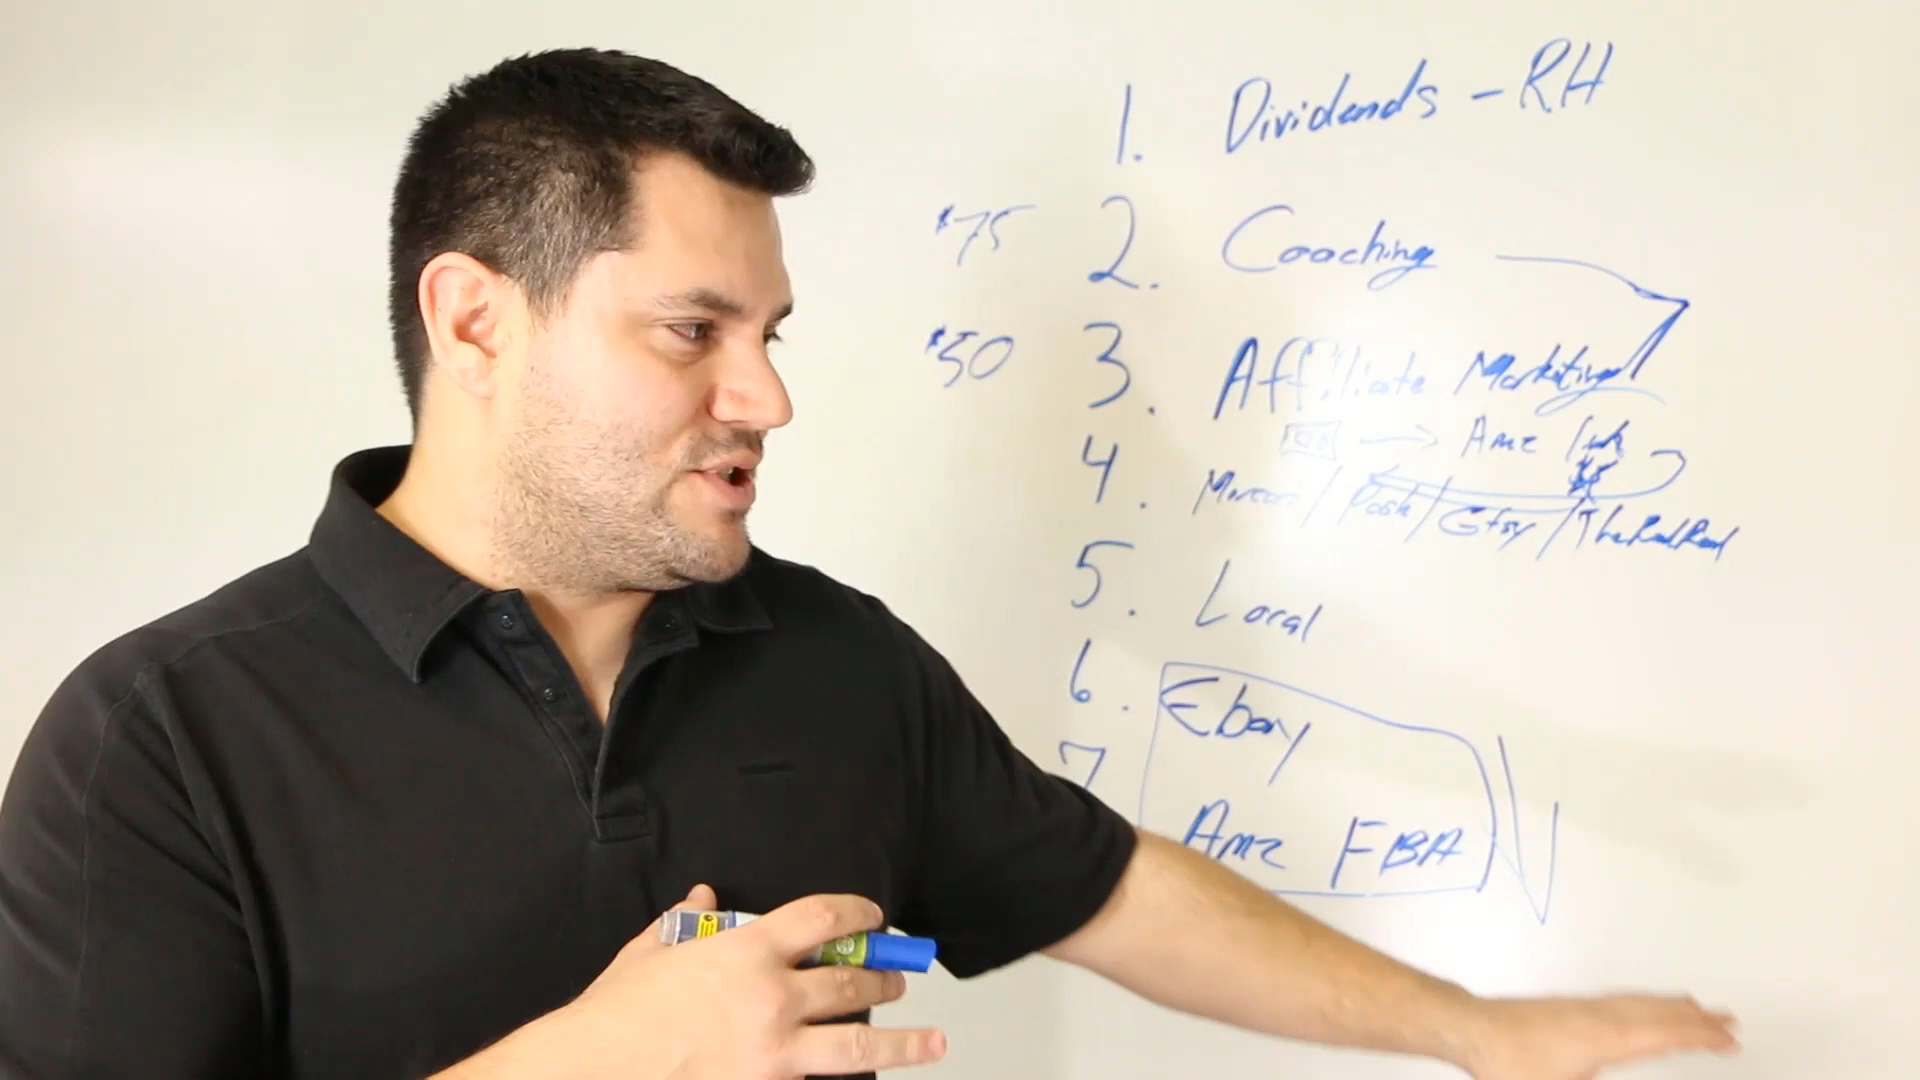 1. Dividends - RH
$75 2. Coaching
$50 3. Affiliate Marketing
→ Amz link
4. Mercari / Posh / Etsy / TheRealReal
5. Local
6. Ebay
7 Amz FBA